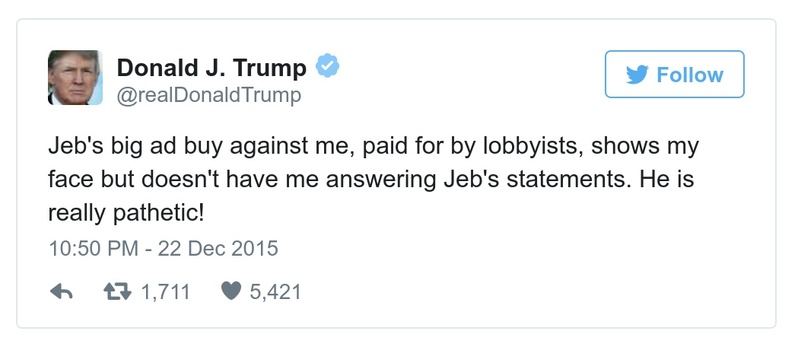 Donald J. Trump
Follow
@realDonaldTrump
Jeb's big ad buy against me, paid for by lobbyists, shows my
face but doesn't have me answering Jeb's statements. He is
really pathetic!
10:50 PM - 22 Dec 2015
1,711 5,421